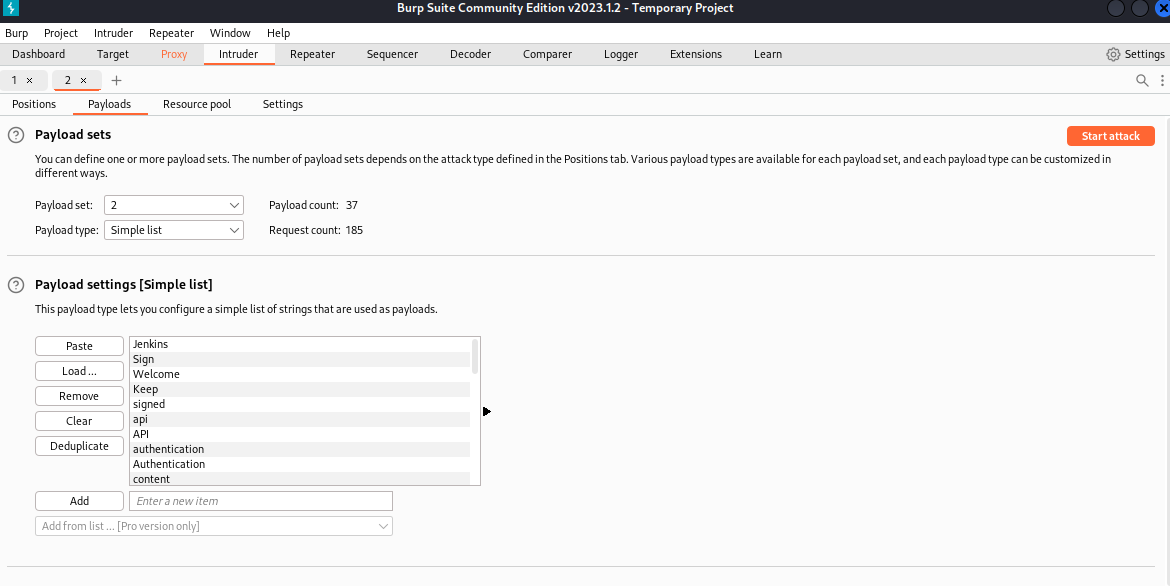 Burp Suite Community Edition v2023.1.2 - Temporary Project
Burp Project Intruder Repeater Window Help
Dashboard Target Proxy Intruder Repeater Sequencer Decoder Comparer Logger Extensions Learn Settings
1 × 2 × +
Positions Payloads Resource pool Settings
? Payload sets Start attack
You can define one or more payload sets. The number of payload sets depends on the attack type defined in the Positions tab. Various payload types are available for each payload set, and each payload type can be customized in
different ways.
Payload set: 2 Payload count: 37
Payload type: Simple list Request count: 185
? Payload settings [Simple list]
This payload type lets you configure a simple list of strings that are used as payloads.
Paste
Load ...
Remove
Clear
Deduplicate
Jenkins
Sign
Welcome
Keep
signed
api
API
authentication
Authentication
content
Add Enter a new item
Add from list ... [Pro version only]